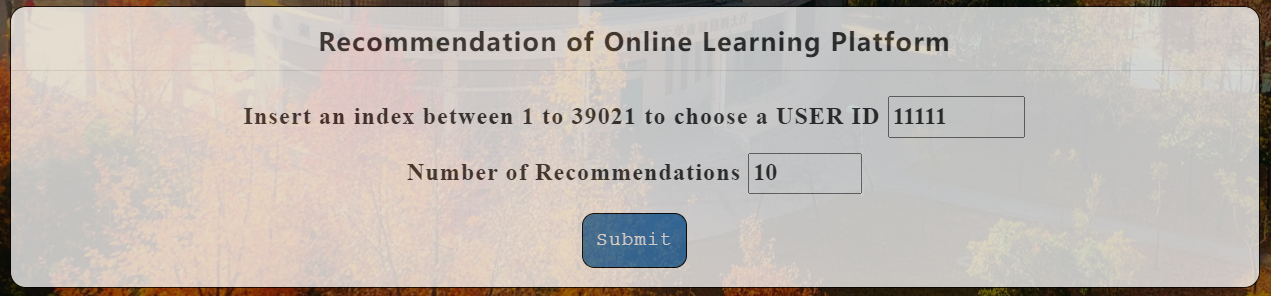 Recommendation of Online Learning Platform
Insert an index between 1 to 39021 to choose a USER ID 11111
Number of Recommendations 10
Submit